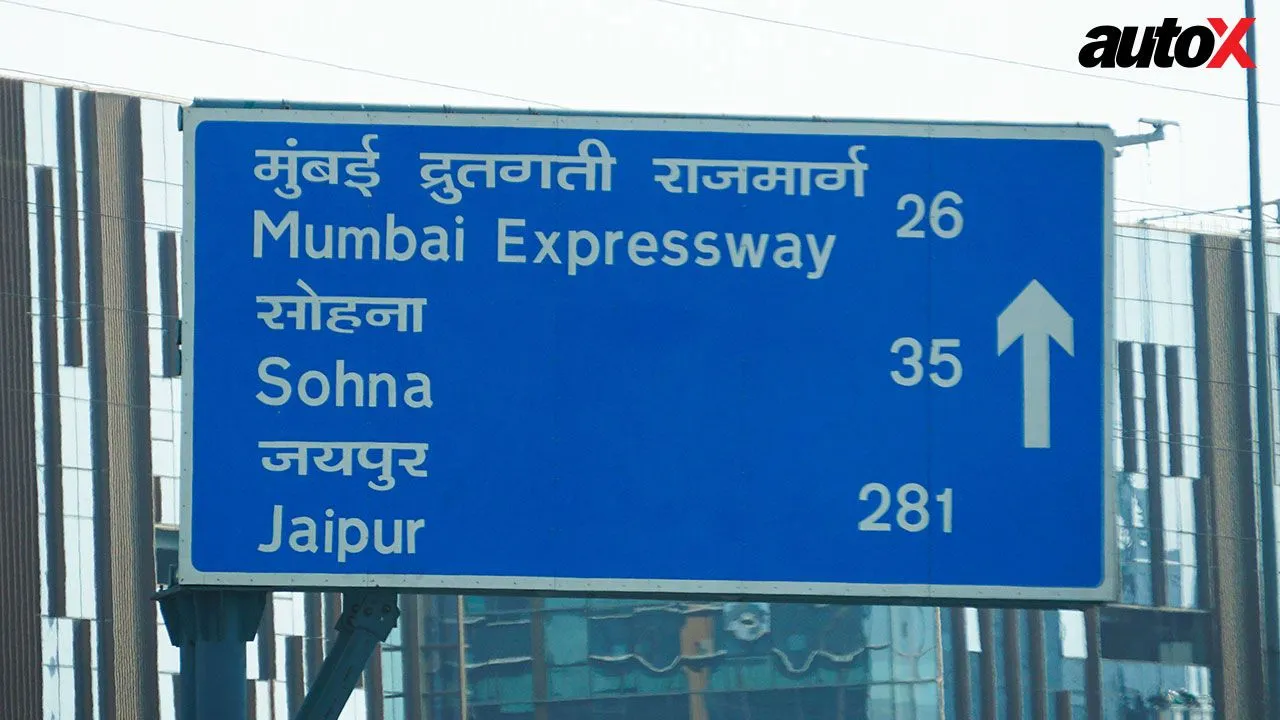 autoX
मुंबई द्रुतगती राजमार्ग 26
Mumbai Expressway
सोहना
Sohna 35
जयपुर
Jaipur 281